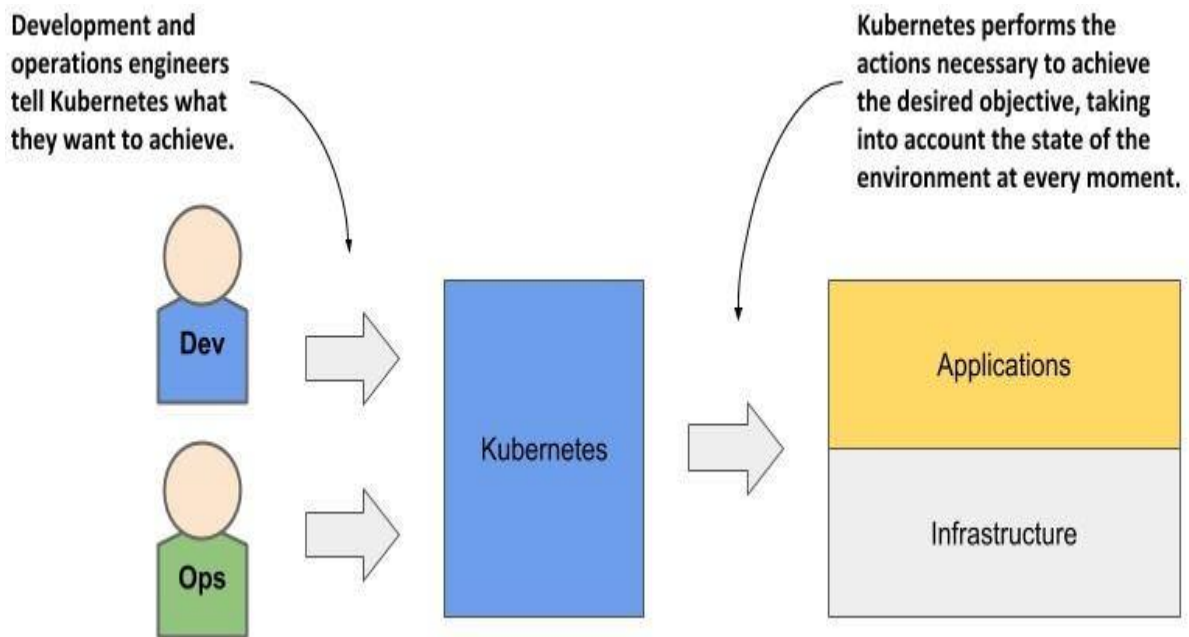 Development and
operations engineers
tell Kubernetes what
they want to achieve.
Kubernetes performs the
actions necessary to achieve
the desired objective, taking
into account the state of the
environment at every moment.
Dev
Ops
Kubernetes
Applications
Infrastructure